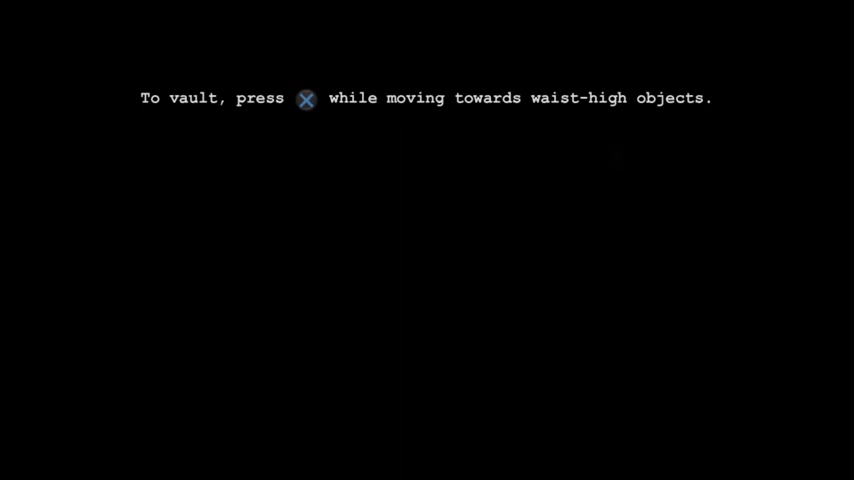 To vault, press ⓧ while moving towards waist-high objects.